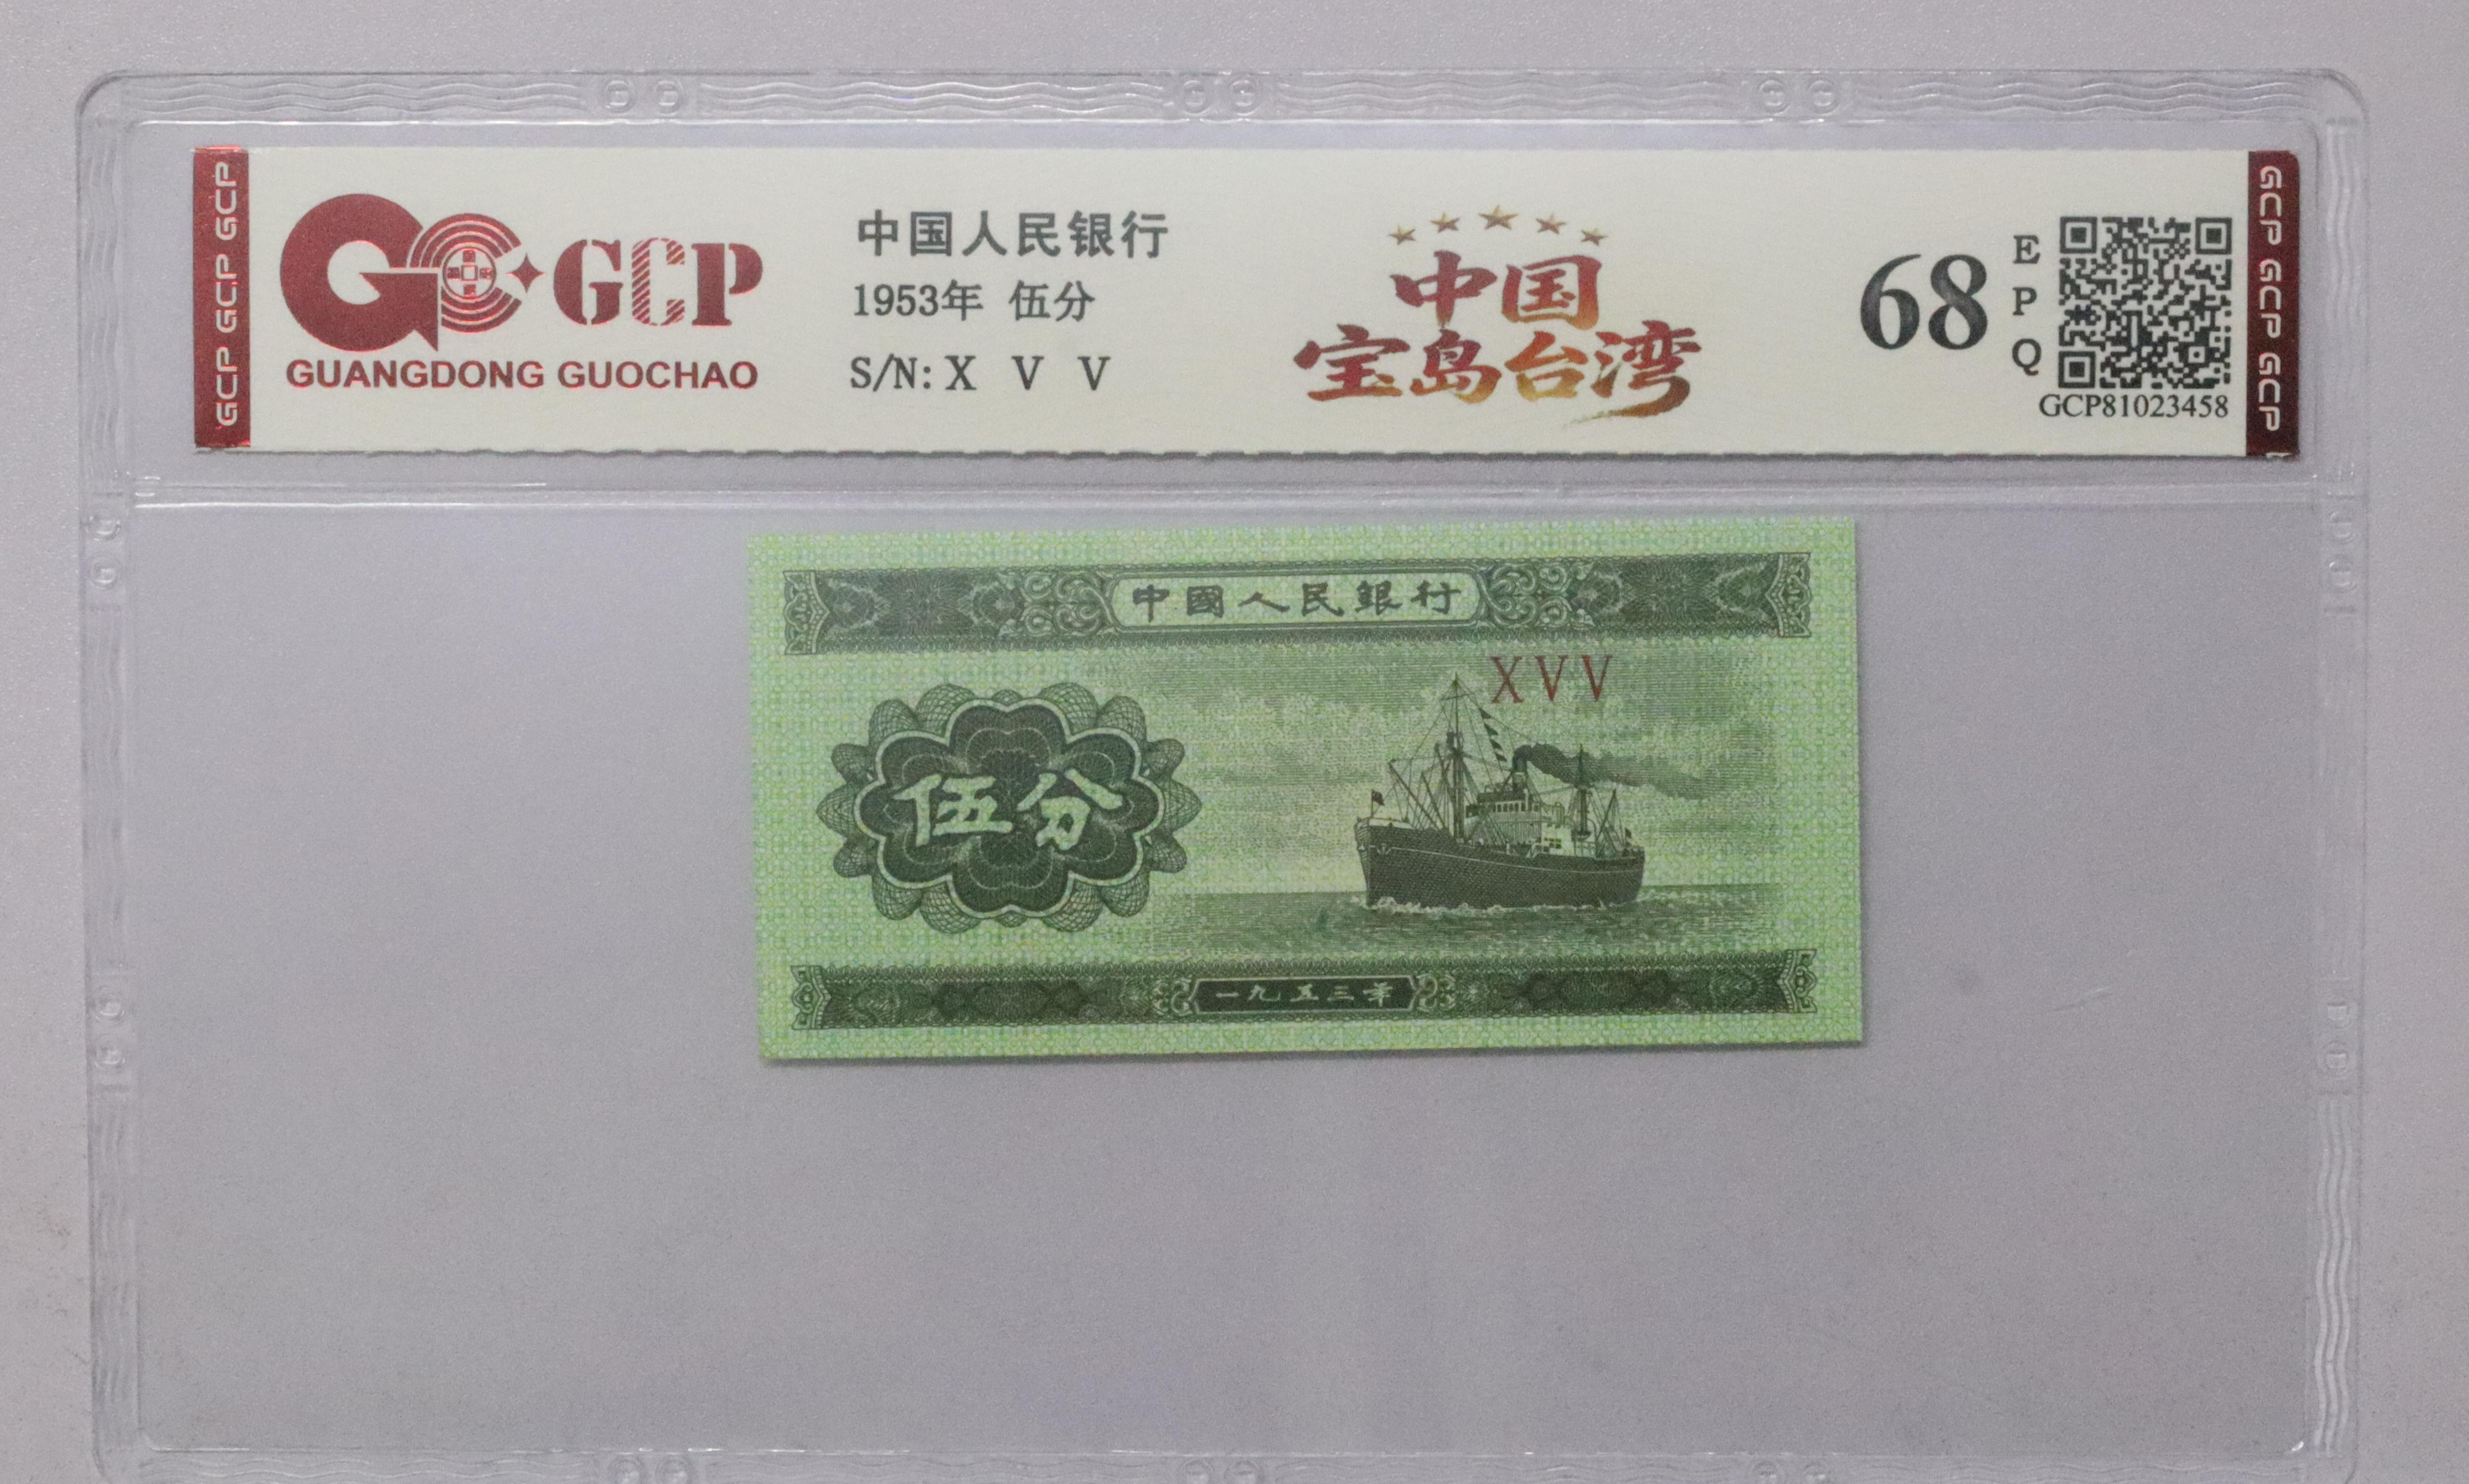 GCP GCP GCP
GCP
GUANGDONG GUOCHAO
中国人民银行
1953年 伍分
S/N: X V V
中国
宝岛台湾
68
E
P
Q
GCP81023458
GCP GCP GCP
中國人民銀行
XVV
伍分
一九五三年